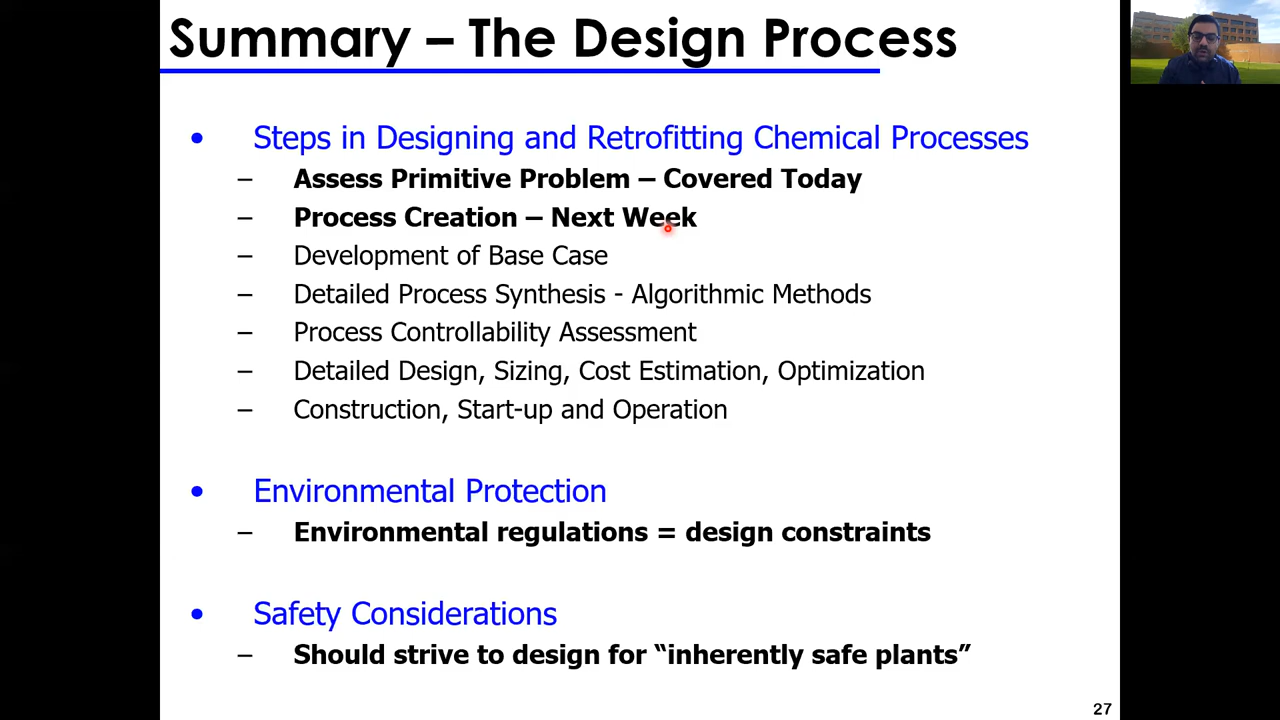 Summary – The Design Process
• Steps in Designing and Retrofitting Chemical Processes
– Assess Primitive Problem – Covered Today
– Process Creation – Next Week
– Development of Base Case
– Detailed Process Synthesis - Algorithmic Methods
– Process Controllability Assessment
– Detailed Design, Sizing, Cost Estimation, Optimization
– Construction, Start-up and Operation
• Environmental Protection
– Environmental regulations = design constraints
• Safety Considerations
– Should strive to design for “inherently safe plants”
27